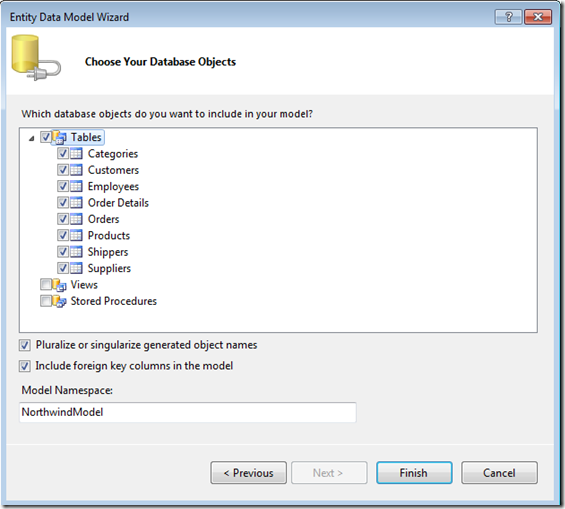 Entity Data Model Wizard
Choose Your Database Objects
Which database objects do you want to include in your model?
Tables
Categories
Customers
Employees
Order Details
Orders
Products
Shippers
Suppliers
Views
Stored Procedures
Pluralize or singularize generated object names
Include foreign key columns in the model
Model Namespace:
NorthwindModel
< Previous Next > Finish Cancel